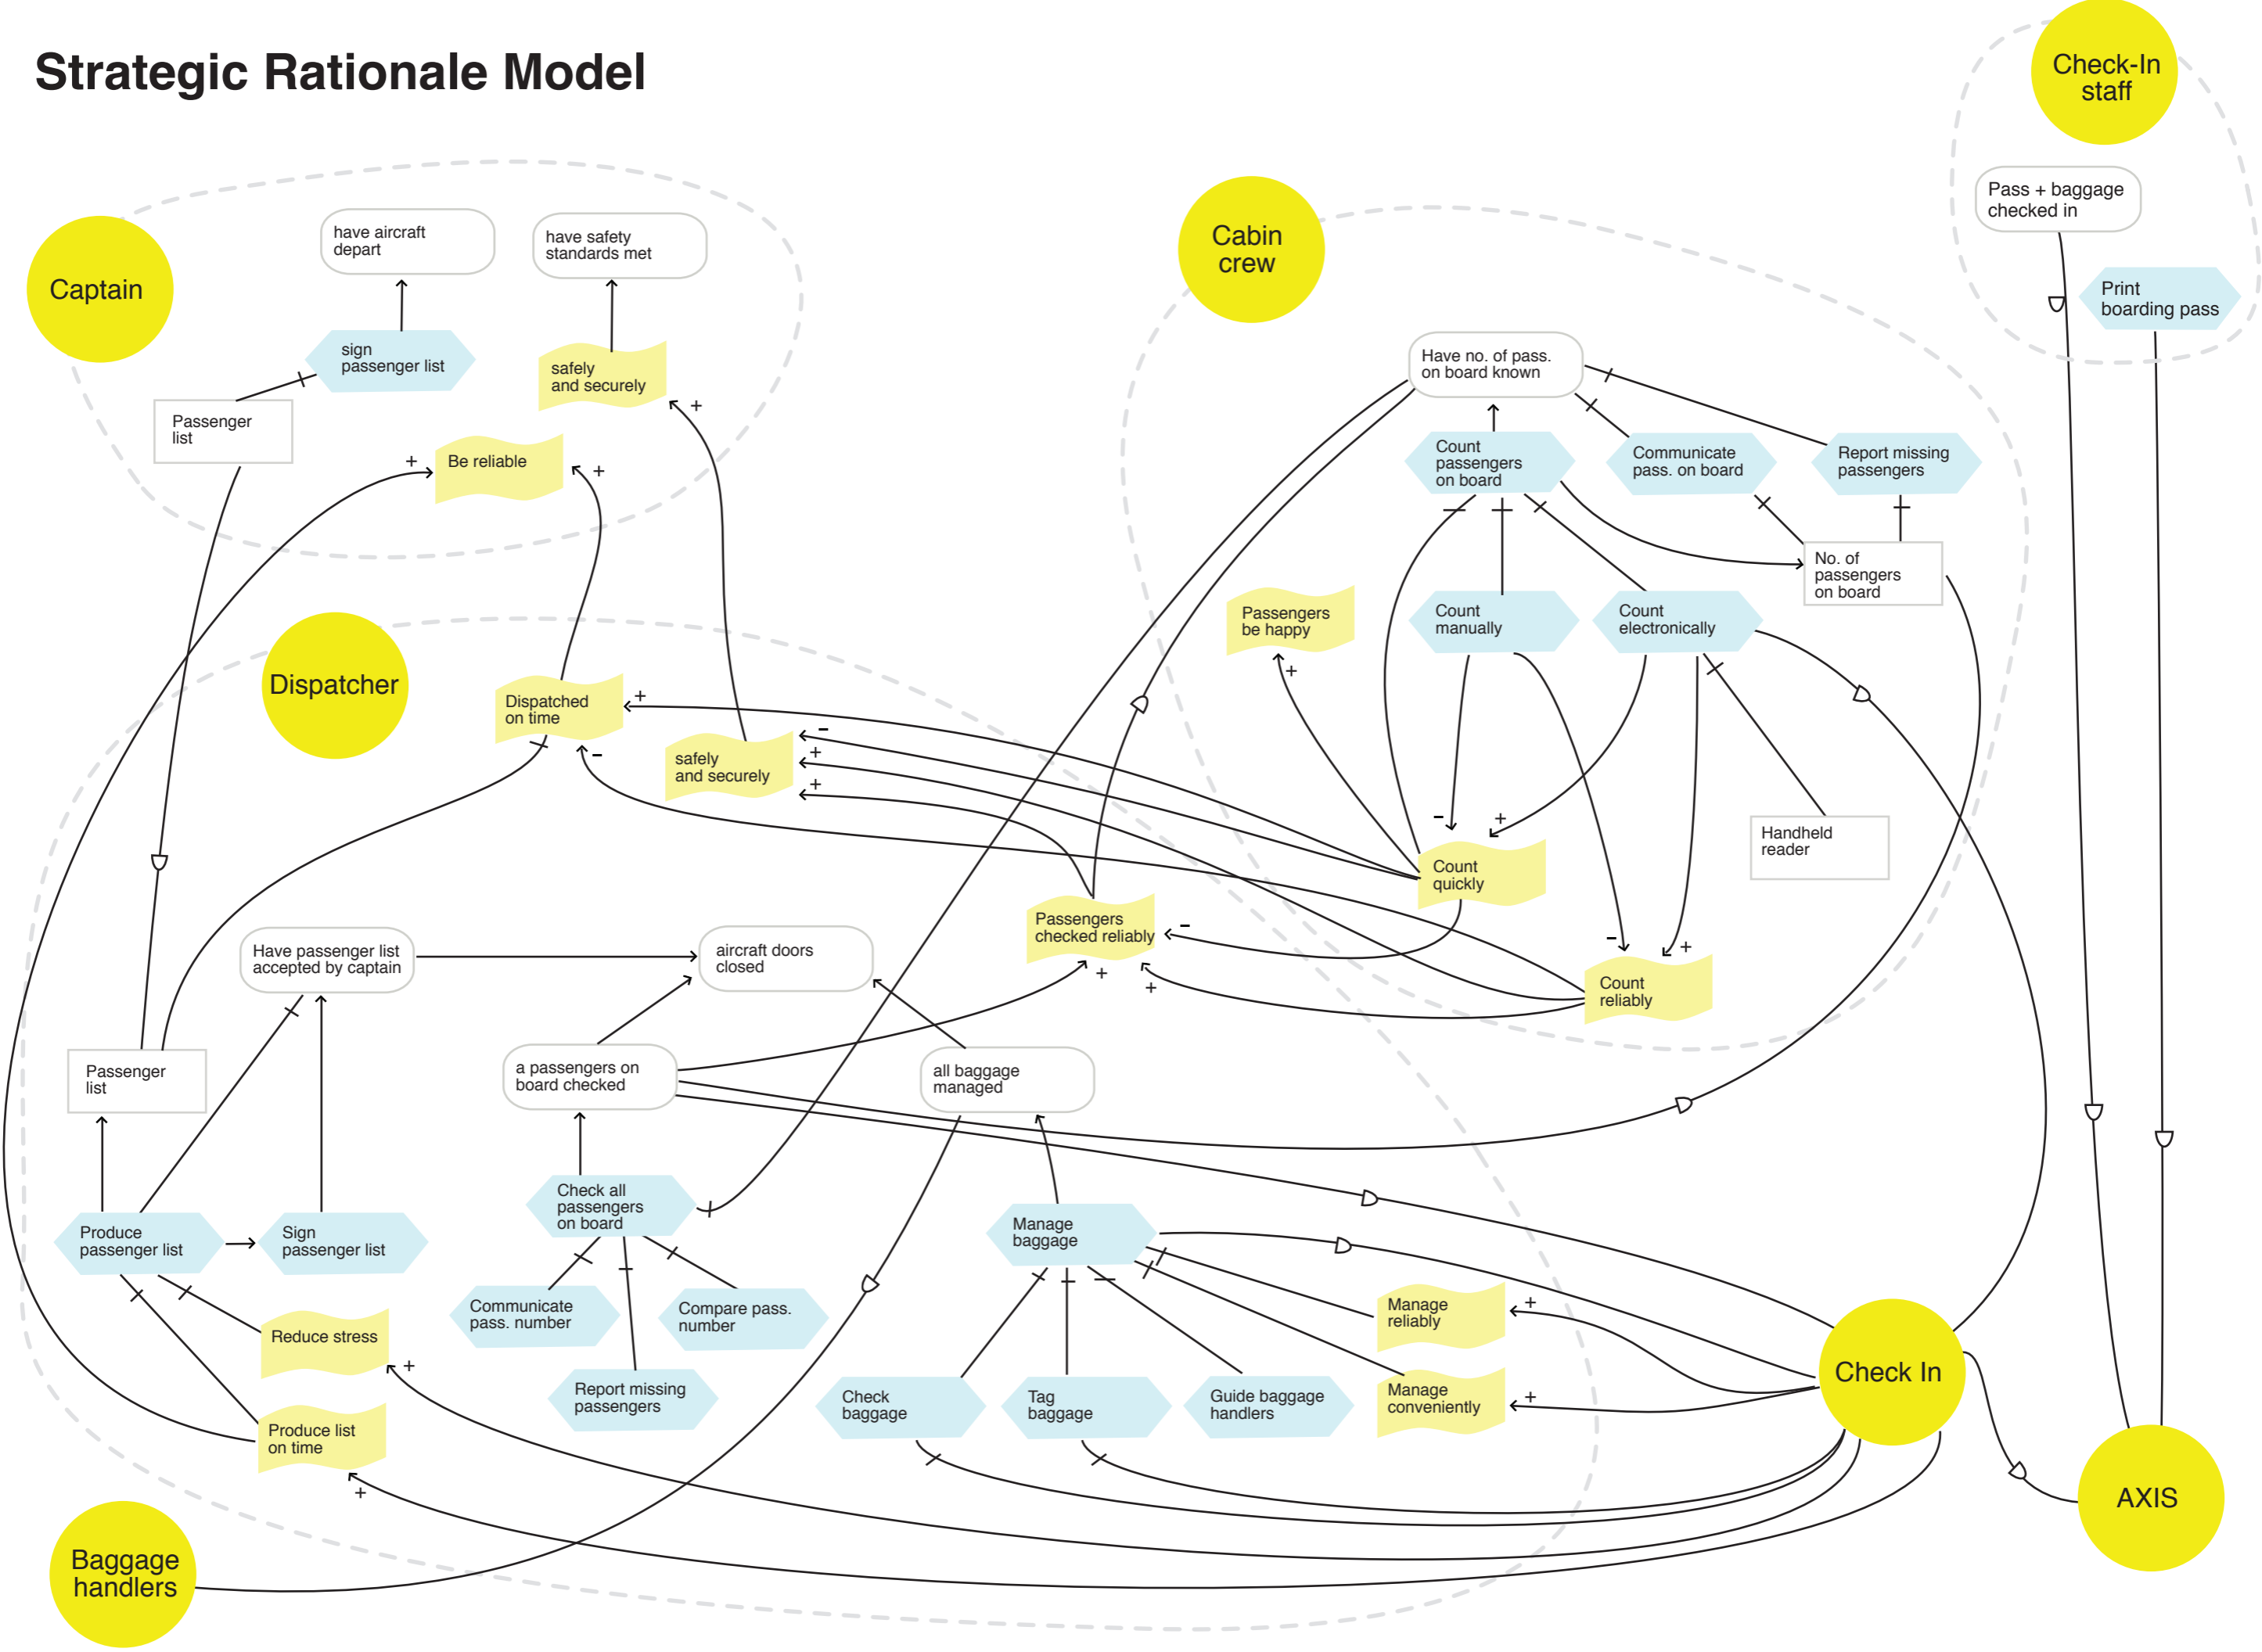 Strategic Rationale Model
Check-In
staff
Pass + baggage
checked in
Print
boarding pass
Captain
have aircraft
depart
have safety
standards met
sign
passenger list
safely
and securely
Passenger
list
Be reliable
+
+
+
Cabin
crew
Have no. of pass.
on board known
Count
passengers
on board
Communicate
pass. on board
Report missing
passengers
No. of
passengers
on board
Passengers
be happy
+
Count
manually
Count
electronically
Handheld
reader
-
+
Count
quickly
-
+
Count
reliably
Dispatcher
Dispatched
on time
+
-
safely
and securely
-
+
+
Passengers
checked reliably
-
+
+
Have passenger list
accepted by captain
aircraft doors
closed
Passenger
list
a passengers on
board checked
all baggage
managed
Produce
passenger list
Sign
passenger list
Check all
passengers
on board
Manage
baggage
Reduce stress
+
Communicate
pass. number
Compare pass.
number
Report missing
passengers
Manage
reliably
+
Manage
conveniently
+
Check
baggage
Tag
baggage
Guide baggage
handlers
Produce list
on time
+
Check In
AXIS
Baggage
handlers